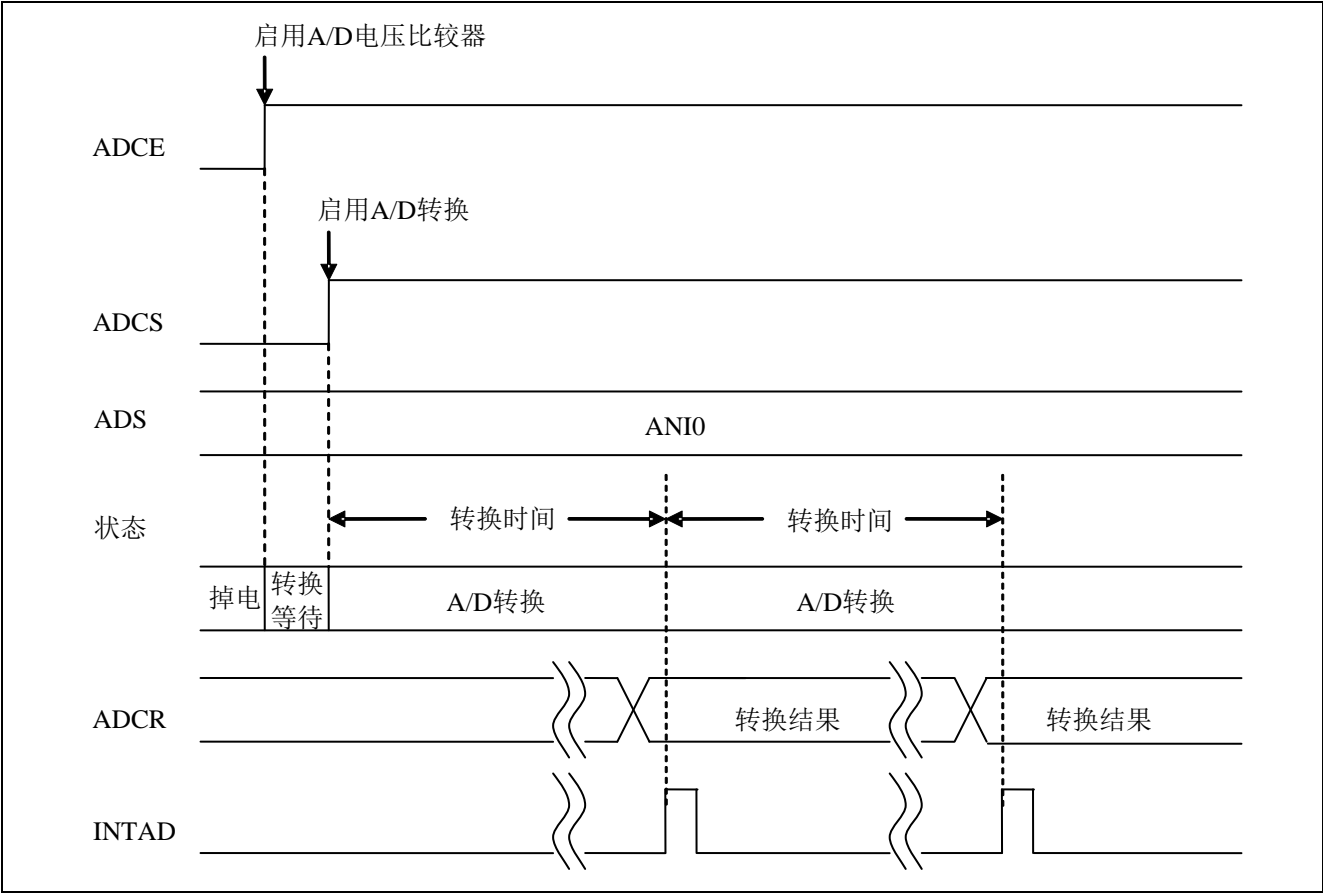 启用A/D电压比较器
ADCE
启用A/D转换
ADCS
ADS
ANI0
状态
转换时间
转换时间
掉电
转换
等待
A/D转换
A/D转换
ADCR
转换结果
转换结果
INTAD